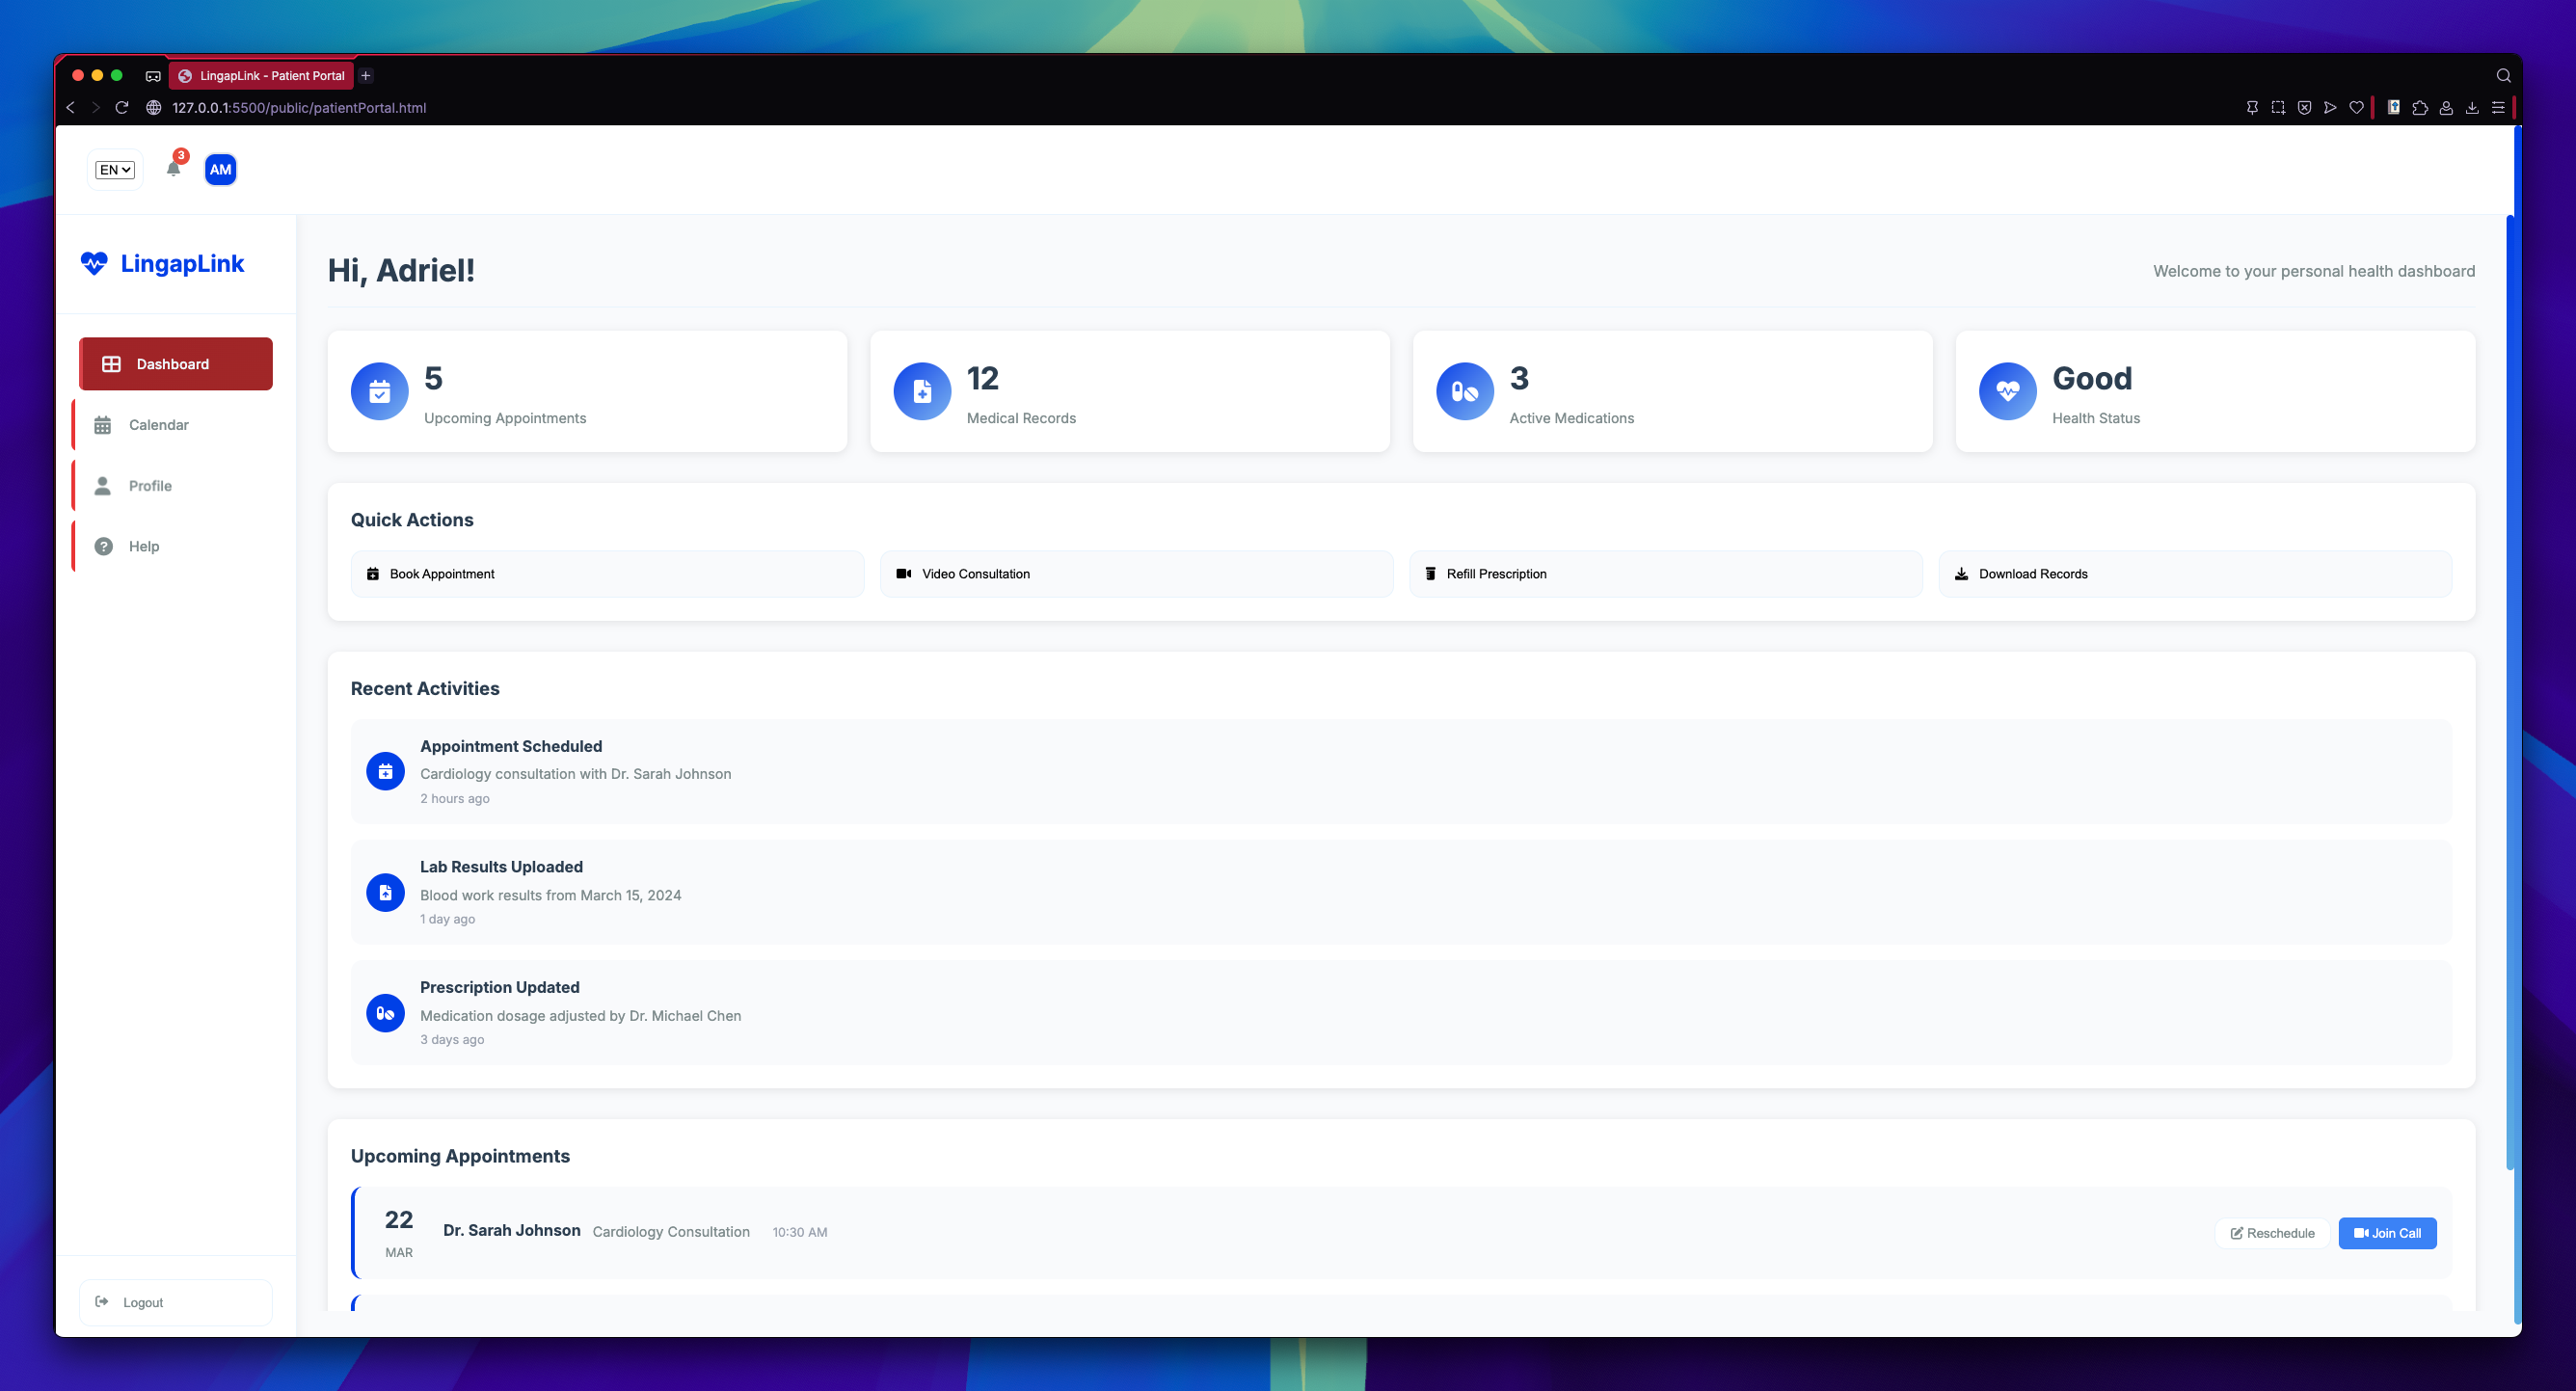 LingapLink - Patient Portal
127.0.0.1:5500/public/patientPortal.html
EN
3
AM
LingapLink
Hi, Adriel!
Welcome to your personal health dashboard
Dashboard
Calendar
Profile
Help
5
Upcoming Appointments
12
Medical Records
3
Active Medications
Good
Health Status
Quick Actions
Book Appointment
Video Consultation
Refill Prescription
Download Records
Recent Activities
Appointment Scheduled
Cardiology consultation with Dr. Sarah Johnson
2 hours ago
Lab Results Uploaded
Blood work results from March 15, 2024
1 day ago
Prescription Updated
Medication dosage adjusted by Dr. Michael Chen
3 days ago
Upcoming Appointments
22
MAR
Dr. Sarah Johnson Cardiology Consultation 10:30 AM
Reschedule
Join Call
Logout